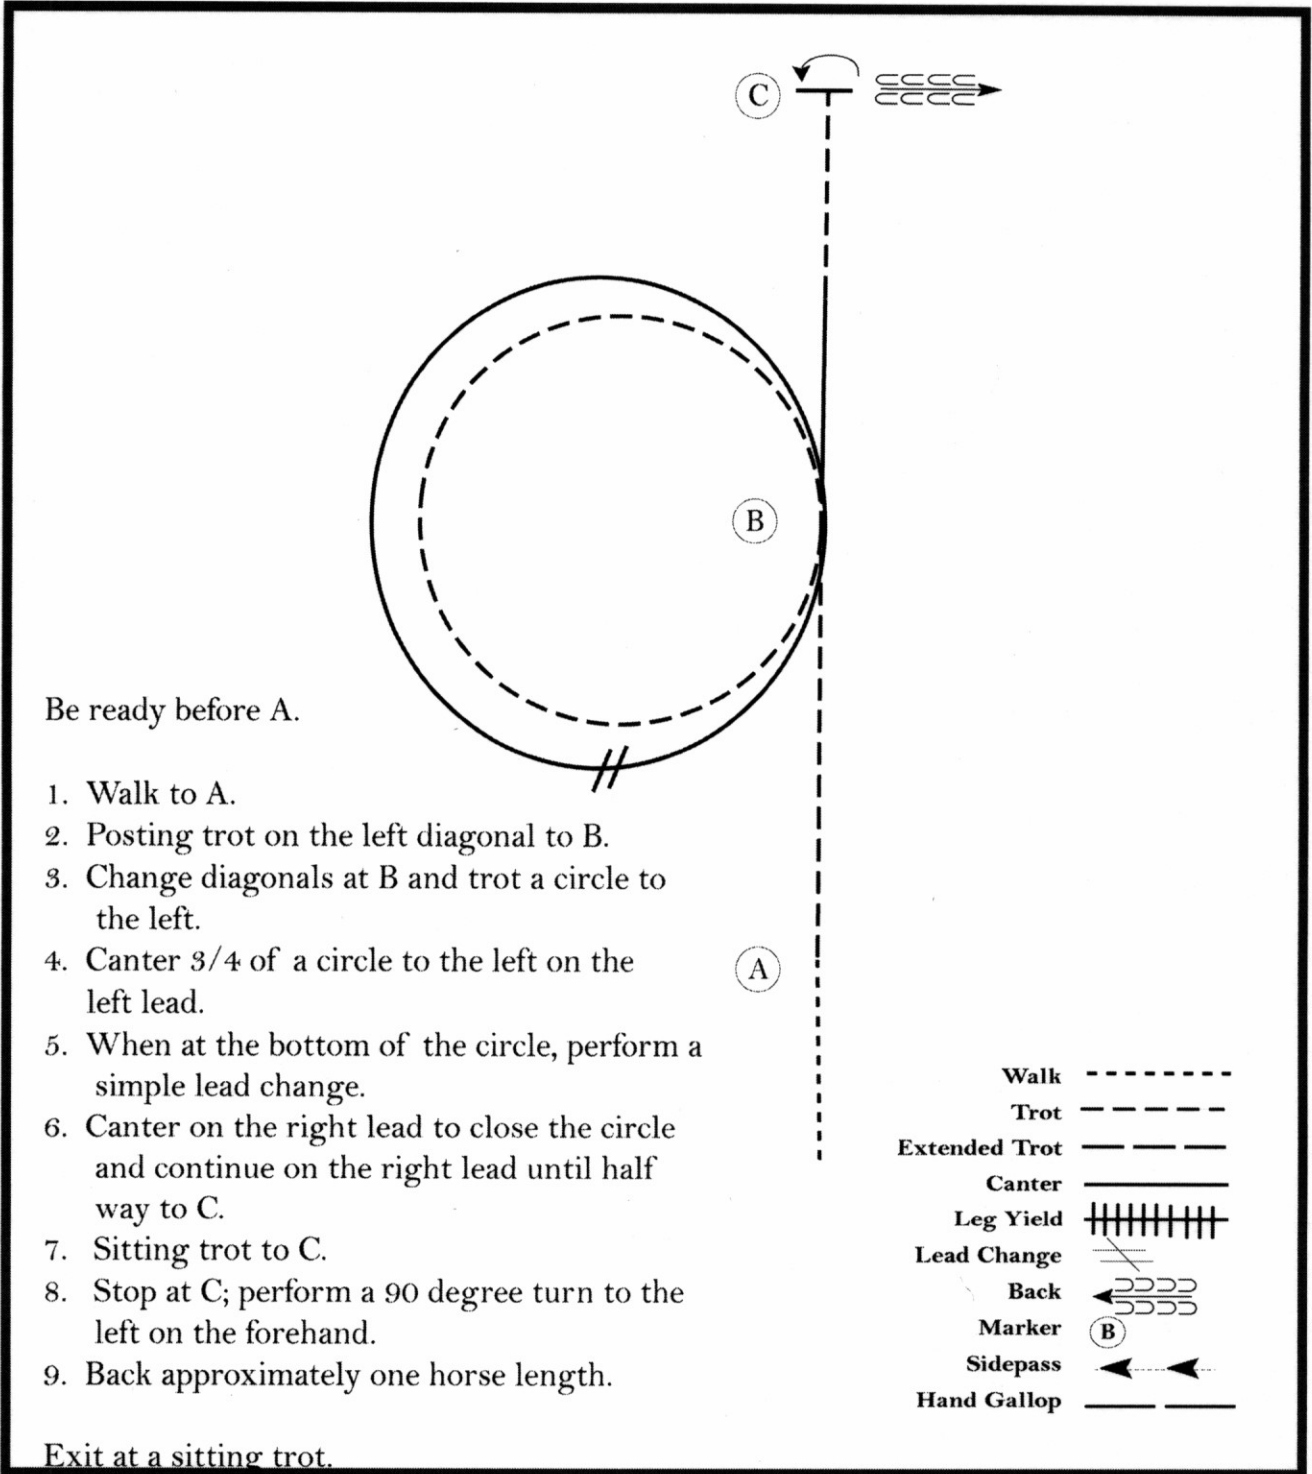 C
B
Be ready before A.
1. Walk to A.
2. Posting trot on the left diagonal to B.
3. Change diagonals at B and trot a circle to
the left.
4. Canter 3/4 of a circle to the left on the
left lead.
5. When at the bottom of the circle, perform a
simple lead change.
6. Canter on the right lead to close the circle
and continue on the right lead until half
way to C.
7. Sitting trot to C.
8. Stop at C; perform a 90 degree turn to the
left on the forehand.
9. Back approximately one horse length.
Exit at a sitting trot.
A
Walk
Trot
Extended Trot
Canter
Leg Yield
Lead Change
Back
Marker B
Sidepass
Hand Gallop